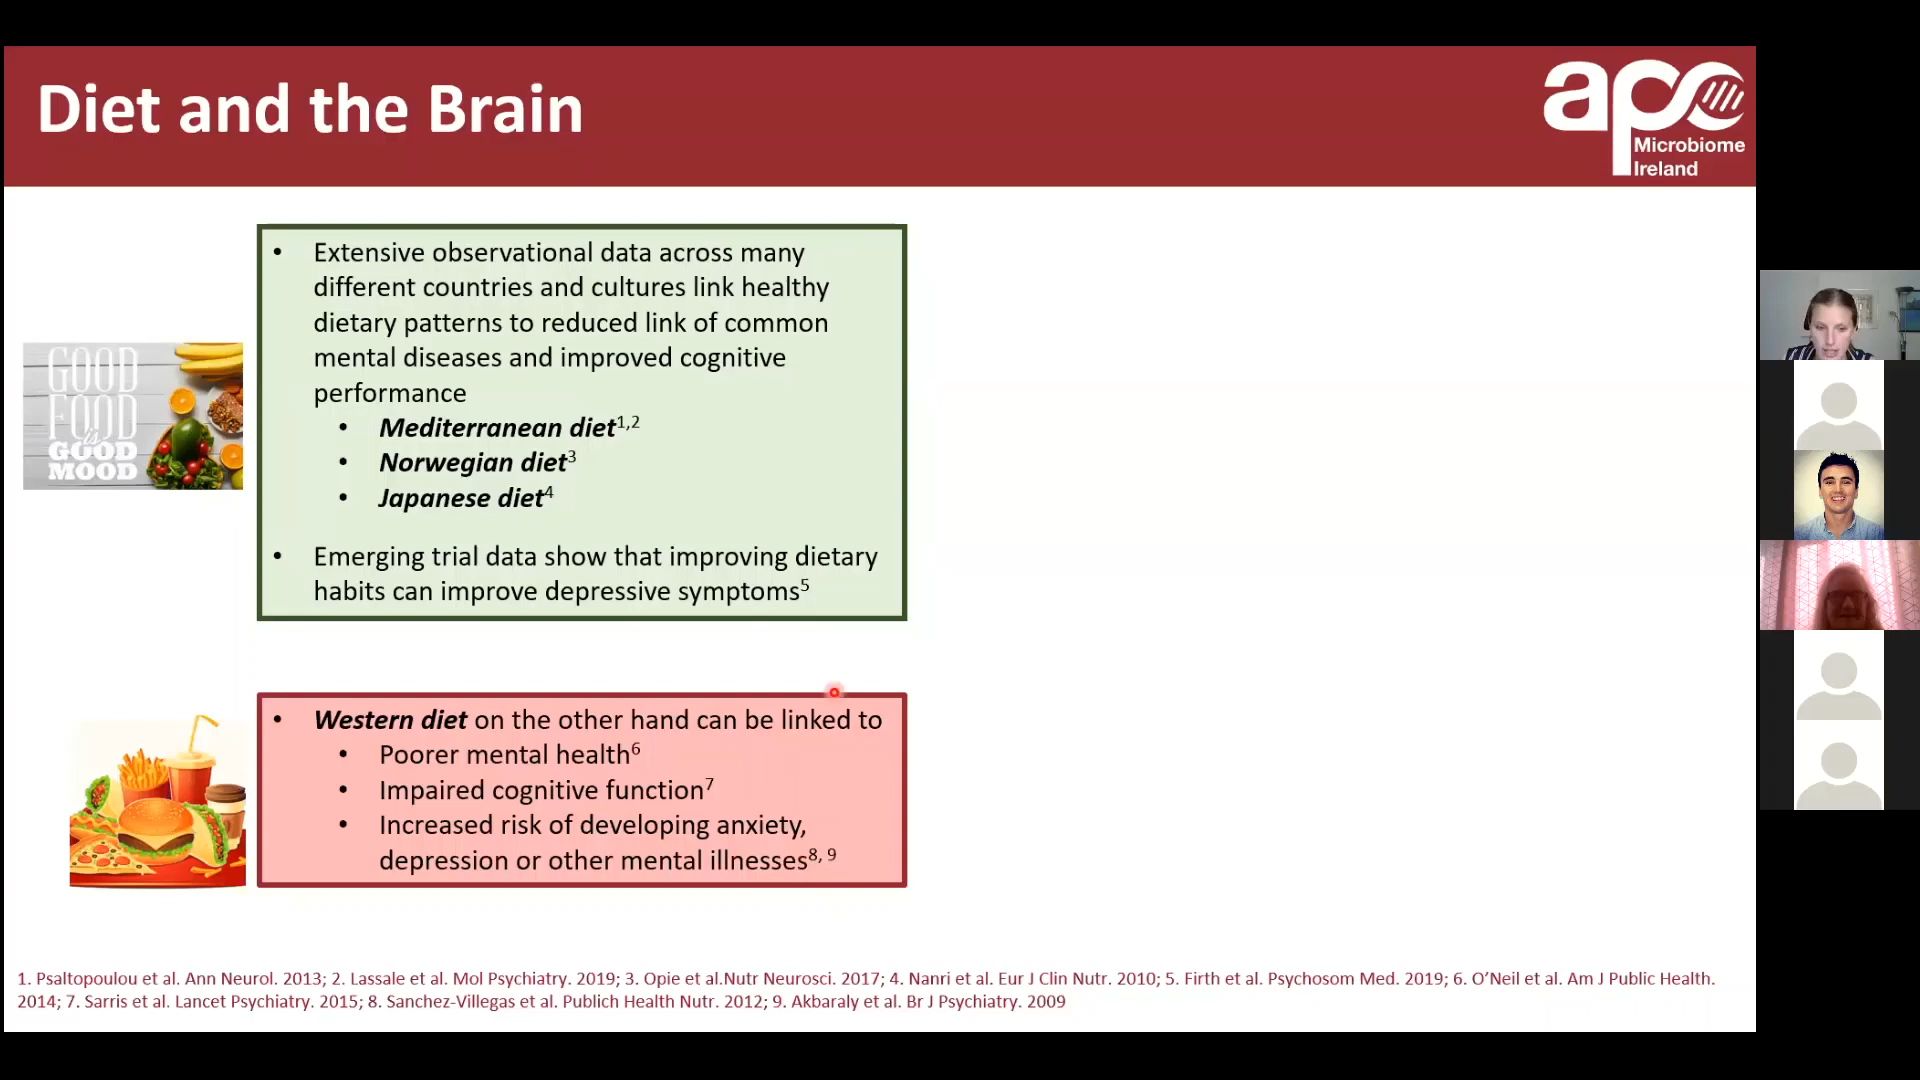 Diet and the Brain
apc
Microbiome
Ireland
• Extensive observational data across many
different countries and cultures link healthy
dietary patterns to reduced link of common
mental diseases and improved cognitive
performance
• Mediterranean diet1,2
• Norwegian diet3
• Japanese diet4
• Emerging trial data show that improving dietary
habits can improve depressive symptoms5
GOOD
FOOD
is
GOOD
MOOD
• Western diet on the other hand can be linked to
• Poorer mental health6
• Impaired cognitive function7
• Increased risk of developing anxiety,
depression or other mental illnesses8, 9
1. Psaltopoulou et al. Ann Neurol. 2013; 2. Lassale et al. Mol Psychiatry. 2019; 3. Opie et al.Nutr Neurosci. 2017; 4. Nanri et al. Eur J Clin Nutr. 2010; 5. Firth et al. Psychosom Med. 2019; 6. O’Neil et al. Am J Public Health.
2014; 7. Sarris et al. Lancet Psychiatry. 2015; 8. Sanchez-Villegas et al. Publich Health Nutr. 2012; 9. Akbaraly et al. Br J Psychiatry. 2009